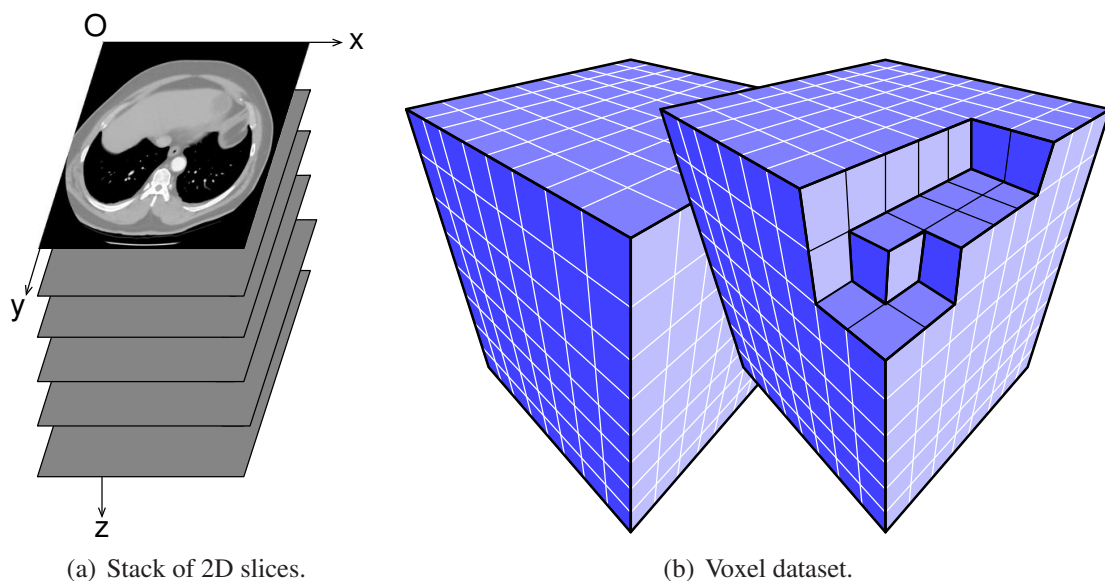 O
x
y
z
(a) Stack of 2D slices.
(b) Voxel dataset.